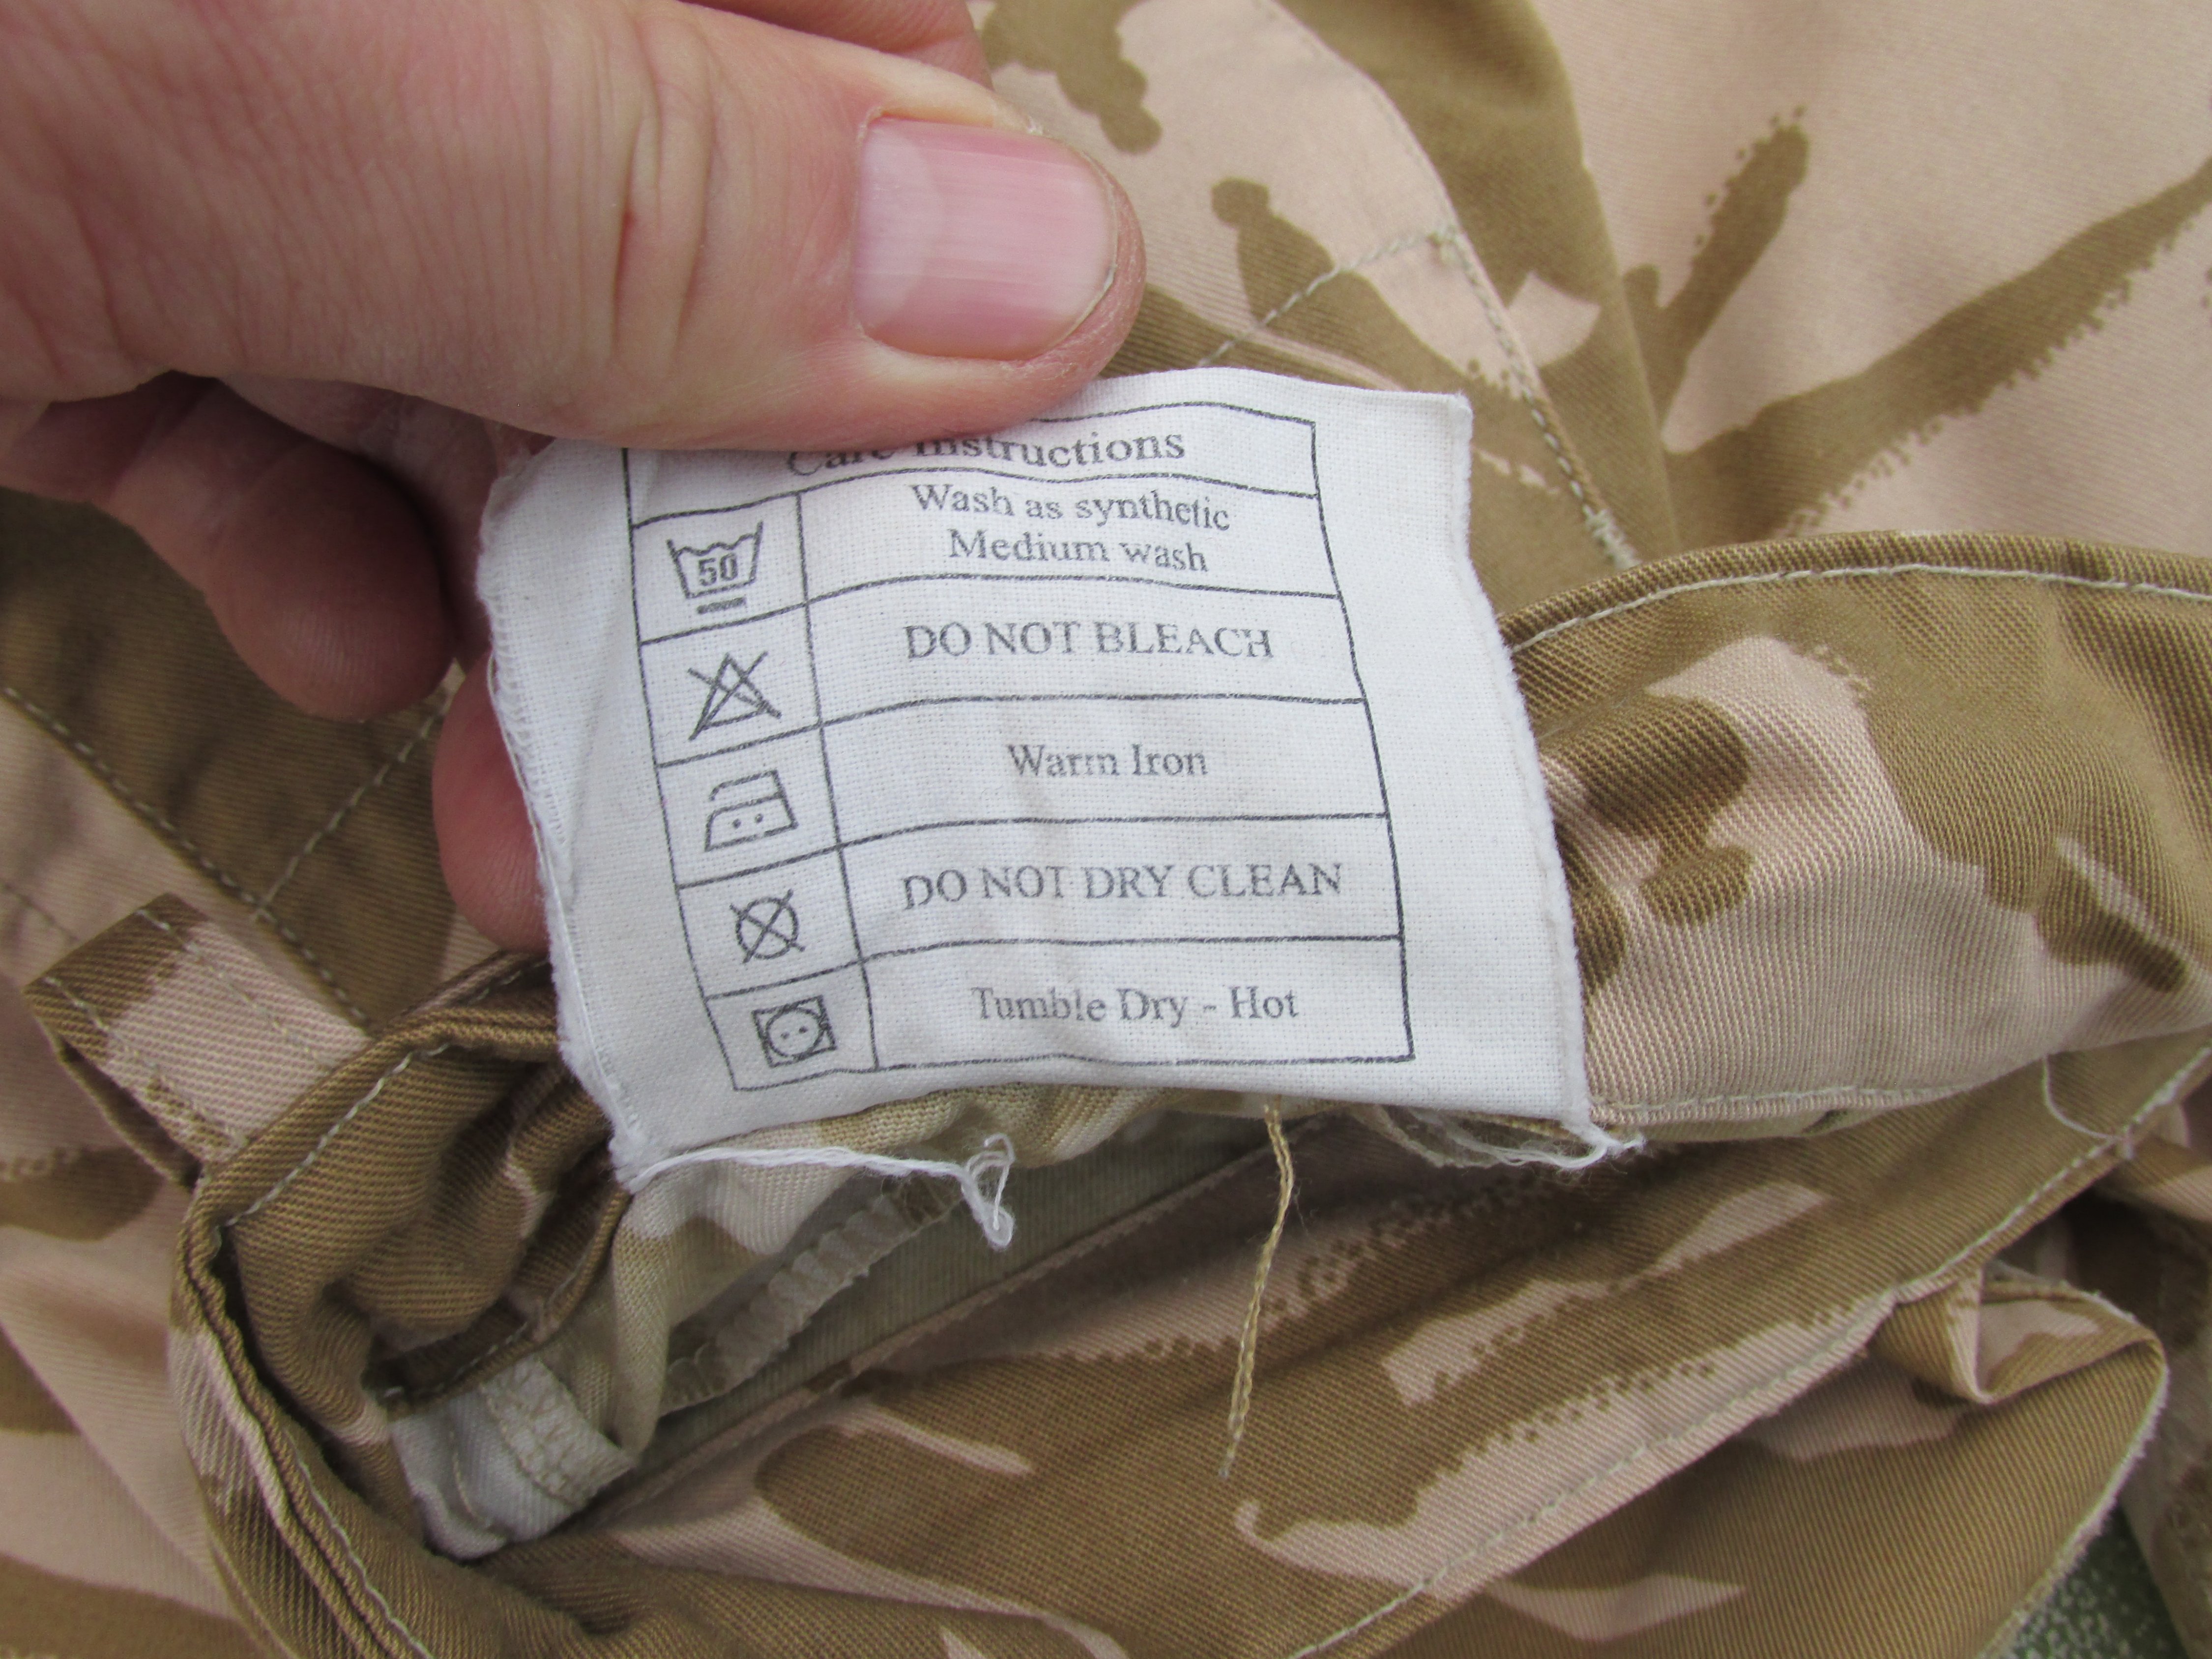 Care Instructions
Wash as synthetic
Medium wash
50
DO NOT BLEACH
Warm Iron
DO NOT DRY CLEAN
Tumble Dry - Hot